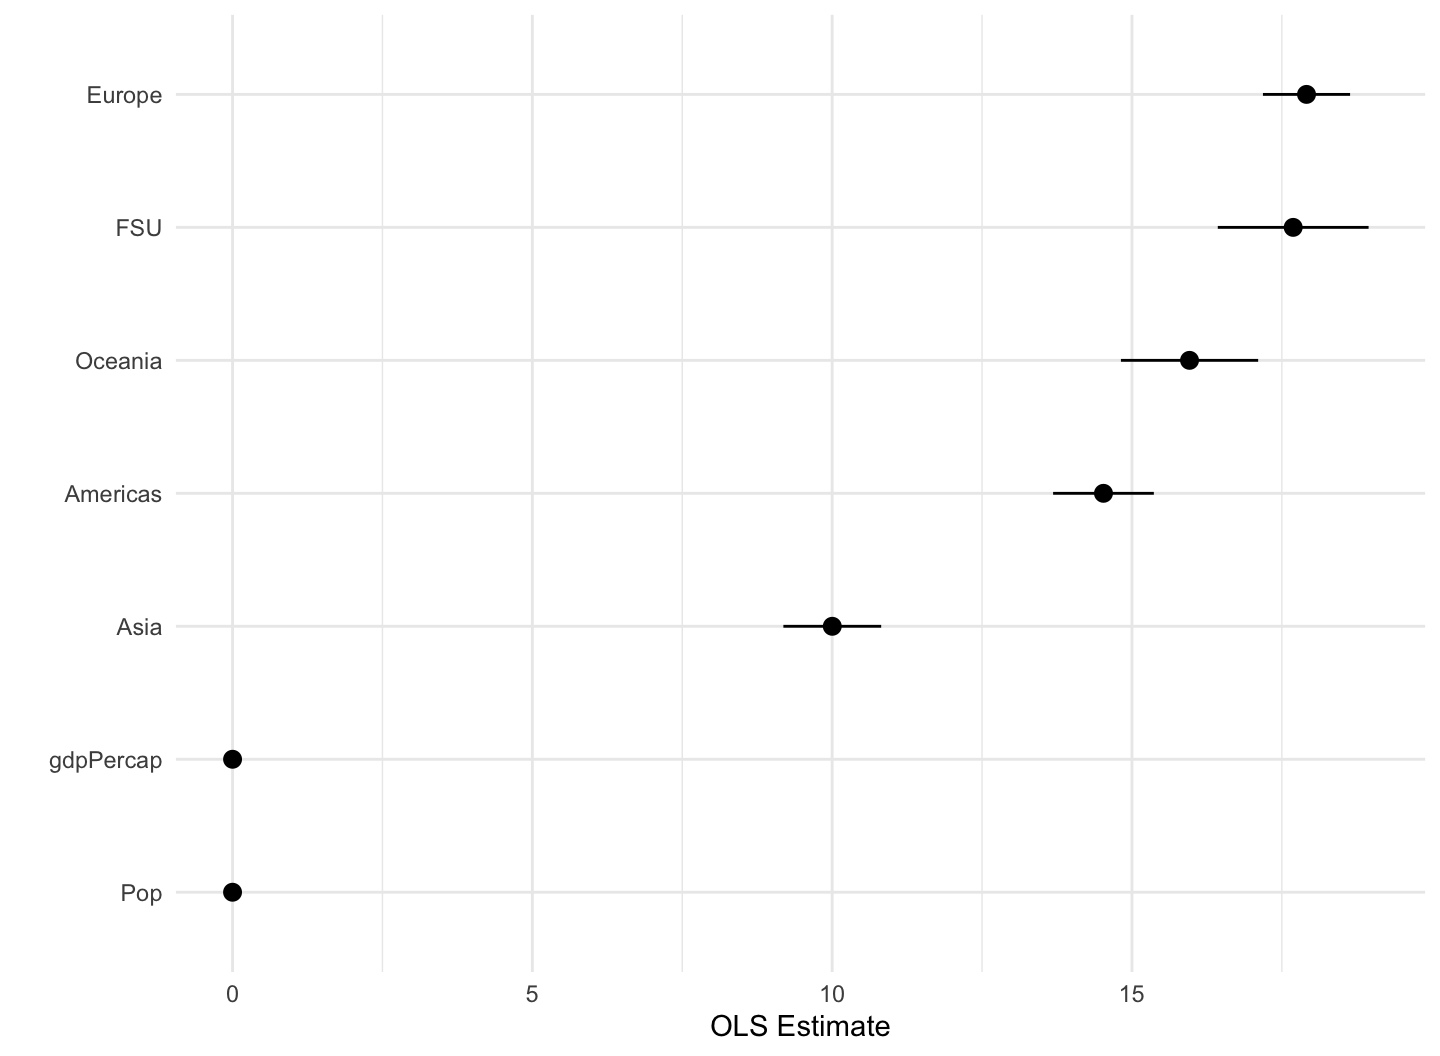 Europe
FSU
Oceania
Americas
Asia
gdpPercap
Pop
0 5 10 15
OLS Estimate